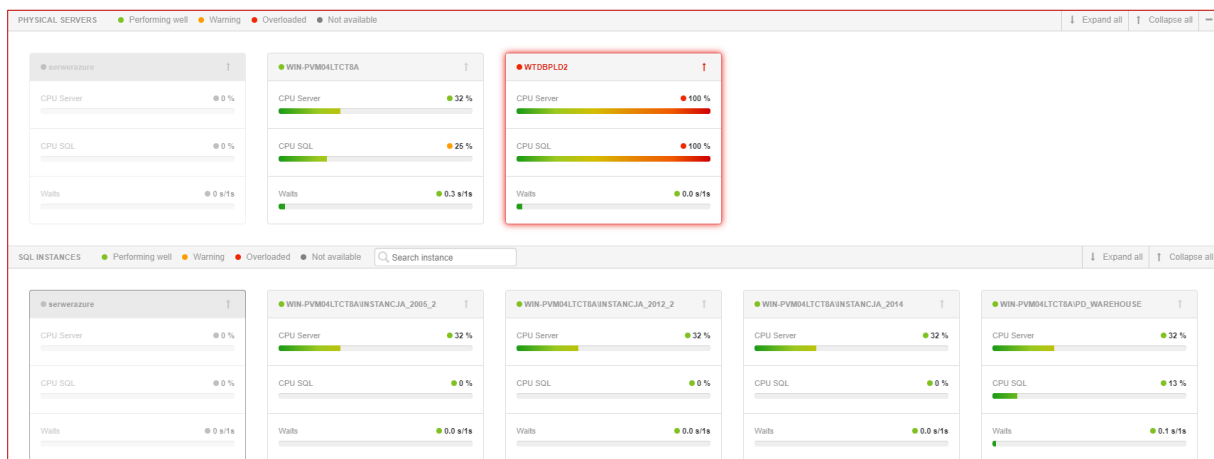 PHYSICAL SERVERS Performing well Warning Overloaded Not available Expand all Collapse all
serwerazure WIN-PVM04LTCT8A WTDBPLD2
CPU Server 0 % CPU Server 32 % CPU Server 100 %
CPU SQL 0 % CPU SQL 25 % CPU SQL 100 %
Waits 0 s/1s Waits 0.3 s/1s Waits 0.0 s/1s
SQL INSTANCES Performing well Warning Overloaded Not available Search instance Expand all Collapse all
serwerazure WIN-PVM04LTCT8A\INSTANCJA_2005_2 WIN-PVM04LTCT8A\INSTANCJA_2012_2 WIN-PVM04LTCT8A\INSTANCJA_2014 WIN-PVM04LTCT8A\PD_WAREHOUSE
CPU Server 0 % CPU Server 32 % CPU Server 32 % CPU Server 32 % CPU Server 32 %
CPU SQL 0 % CPU SQL 0 % CPU SQL 0 % CPU SQL 0 % CPU SQL 13 %
Waits 0 s/1s Waits 0.0 s/1s Waits 0.0 s/1s Waits 0.0 s/1s Waits 0.1 s/1s